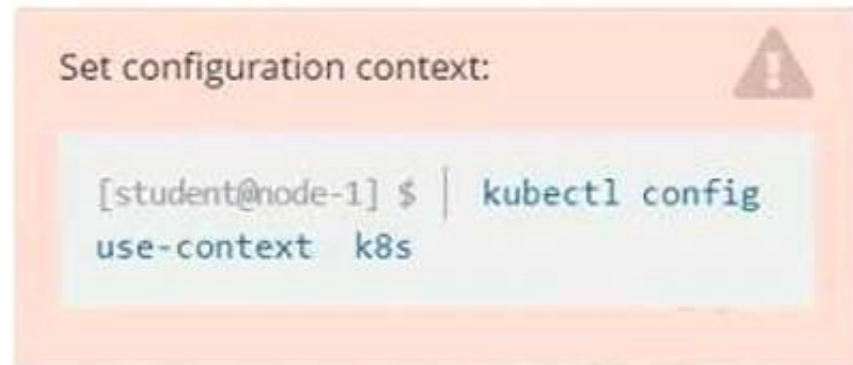 Set configuration context:
[student@node-1] $ | kubectl config
use-context k8s